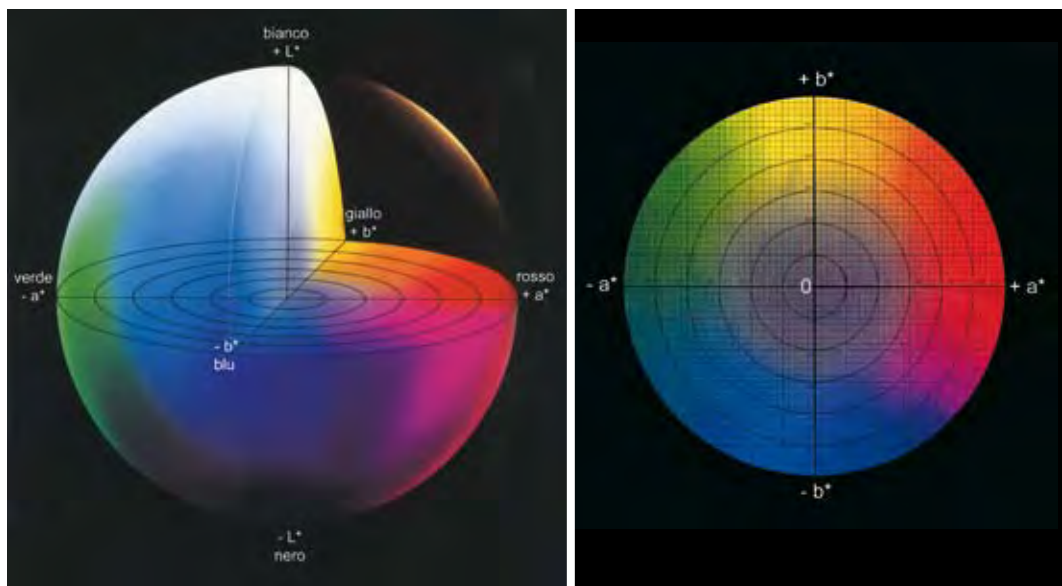 bianco
+ L*
giallo
+ b*
verde
- a*
rosso
+ a*
- b*
blu
- L*
nero
+ b*
- a*
0
+ a*
- b*